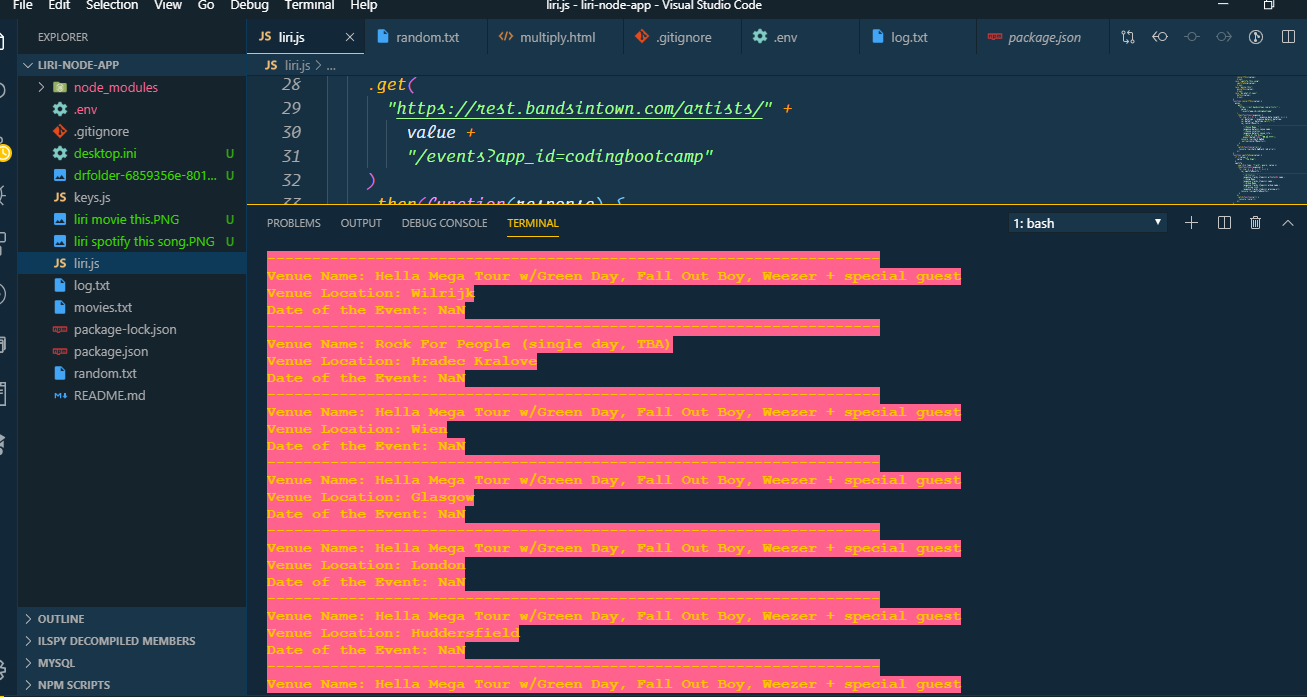 File Edit Selection View Go Debug Terminal Help
liri.js - liri-node-app - Visual Studio Code
EXPLORER
LIRI-NODE-APP
node_modules
.env
.gitignore
desktop.ini U
drfolder-6859356e-801... U
keys.js
liri movie this.PNG U
liri spotify this song.PNG U
JS liri.js
log.txt
movies.txt
package-lock.json
package.json
random.txt
README.md
OUTLINE
ILSPY DECOMPILED MEMBERS
MYSQL
NPM SCRIPTS
JS liri.js random.txt multiply.html .gitignore .env log.txt package.json
JS liri.js > ...
28 .get(
29 "https://rest.bandsintown.com/artists/" +
30 value +
31 "/events?app_id=codingbootcamp"
32 )
33 .then(function(response) {
PROBLEMS OUTPUT DEBUG CONSOLE TERMINAL 1: bash
--------------------------------------------------------------------
Venue Name: Hella Mega Tour w/Green Day, Fall Out Boy, Weezer + special guest
Venue Location: Wilrijk
Date of the Event: NaN
--------------------------------------------------------------------
Venue Name: Rock For People (single day, TBA)
Venue Location: Hradec Kralove
Date of the Event: NaN
--------------------------------------------------------------------
Venue Name: Hella Mega Tour w/Green Day, Fall Out Boy, Weezer + special guest
Venue Location: Wien
Date of the Event: NaN
--------------------------------------------------------------------
Venue Name: Hella Mega Tour w/Green Day, Fall Out Boy, Weezer + special guest
Venue Location: Glasgow
Date of the Event: NaN
--------------------------------------------------------------------
Venue Name: Hella Mega Tour w/Green Day, Fall Out Boy, Weezer + special guest
Venue Location: London
Date of the Event: NaN
--------------------------------------------------------------------
Venue Name: Hella Mega Tour w/Green Day, Fall Out Boy, Weezer + special guest
Venue Location: Huddersfield
Date of the Event: NaN
--------------------------------------------------------------------
Venue Name: Hella Mega Tour w/Green Day, Fall Out Boy, Weezer + special guest